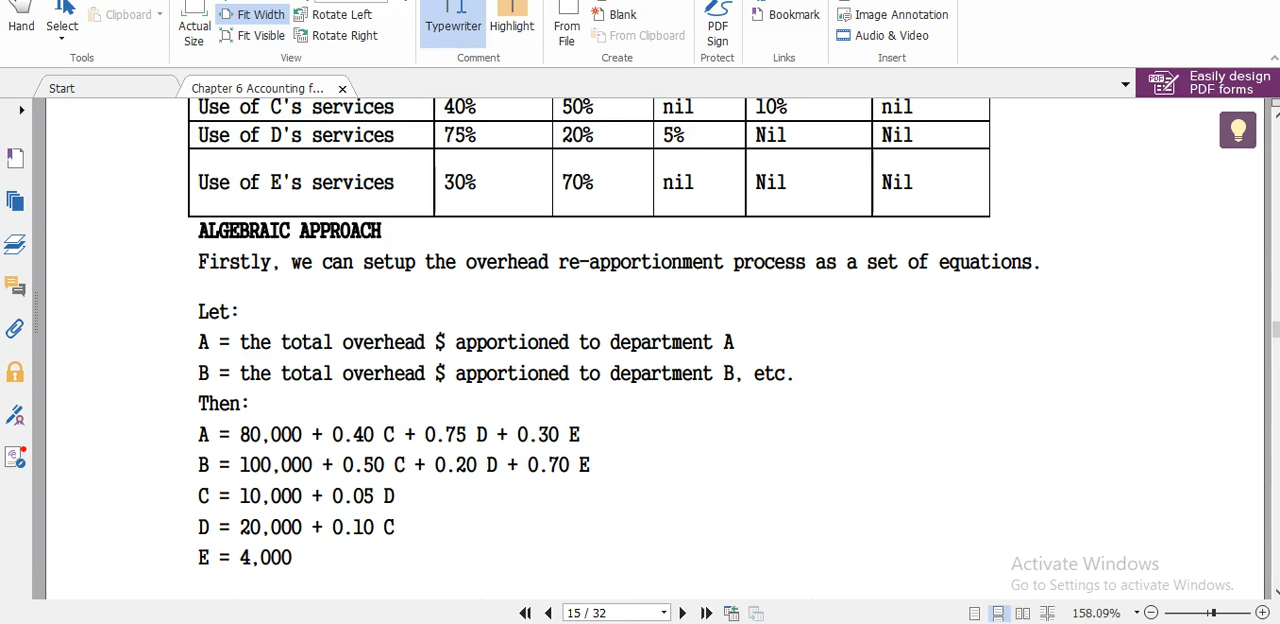 Hand
Select
Clipboard
Actual Size
Fit Width
Fit Visible
Rotate Left
Rotate Right
Typewriter
Highlight
From File
Blank
From Clipboard
PDF Sign
Bookmark
Image Annotation
Audio & Video
Tools
View
Comment
Create
Protect
Links
Insert
Start
Chapter 6 Accounting f...
Easily design
PDF forms
Use of C's services 40% 50% nil 10% nil
Use of D's services 75% 20% 5% Nil Nil
Use of E's services 30% 70% nil Nil Nil
ALGEBRAIC APPROACH
Firstly, we can setup the overhead re-apportionment process as a set of equations.
Let:
A = the total overhead $ apportioned to department A
B = the total overhead $ apportioned to department B, etc.
Then:
A = 80,000 + 0.40 C + 0.75 D + 0.30 E
B = 100,000 + 0.50 C + 0.20 D + 0.70 E
C = 10,000 + 0.05 D
D = 20,000 + 0.10 C
E = 4,000
Activate Windows
Go to Settings to activate Windows.
15 / 32
158.09%